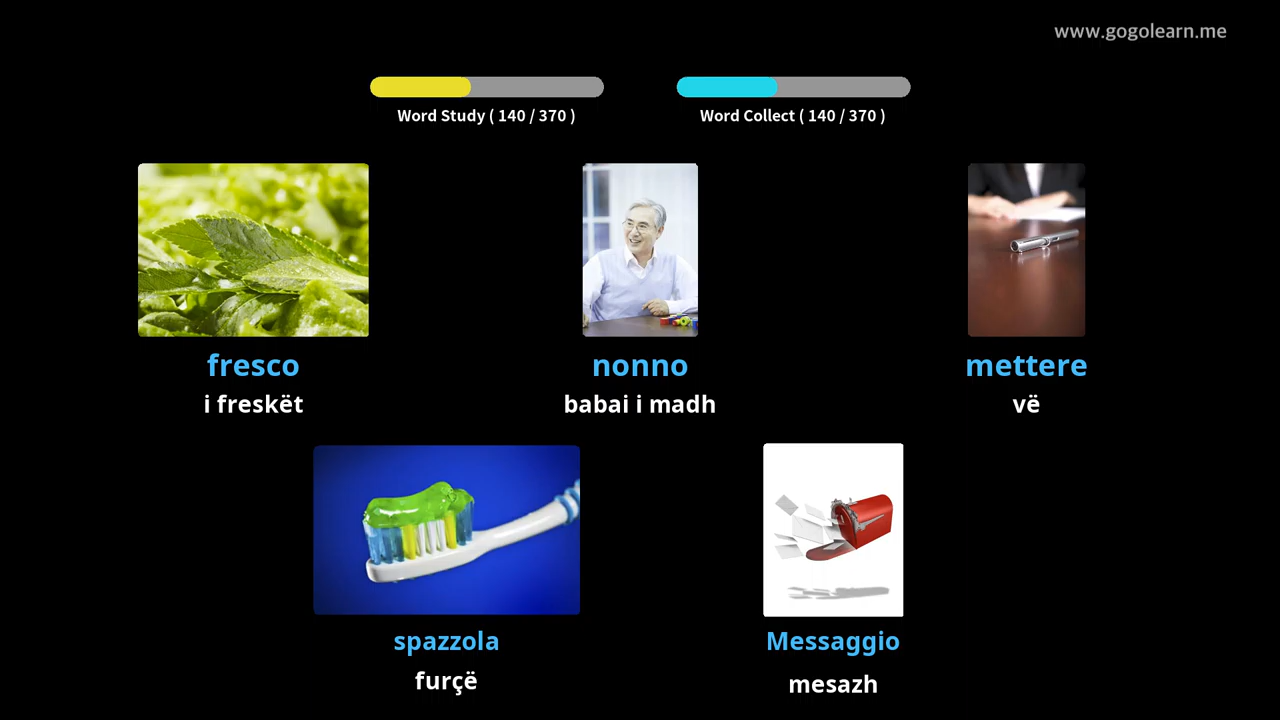 www.gogolearn.me
Word Study ( 140 / 370 )
Word Collect ( 140 / 370 )
fresco
i freskët
nonno
babai i madh
mettere
vë
spazzola
furçë
Messaggio
mesazh